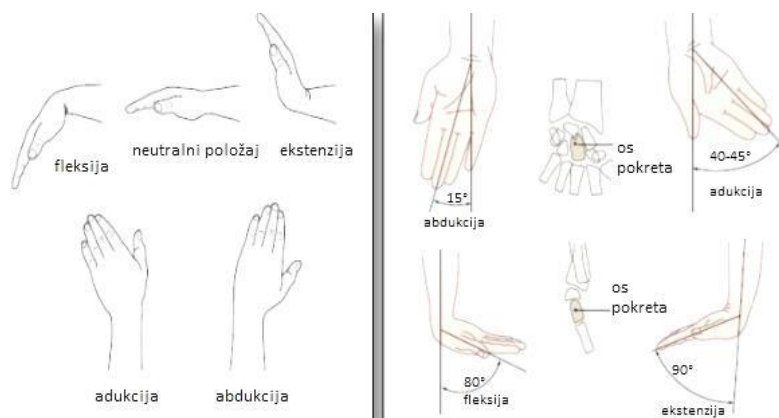 fleksija
neutralni položaj
ekstenzija
adukcija
abdukcija
15°
abdukcija
os
pokreta
40-45°
adukcija
80°
fleksija
os
pokreta
90°
ekstenzija